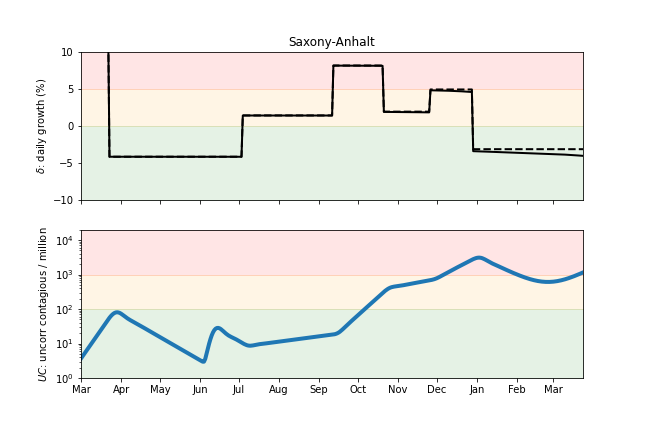 Saxony-Anhalt
δ: daily growth (%)
10
5
0
−5
−10
UC: uncorr contagious / million
10⁴
10³
10²
10¹
10⁰
Mar Apr May Jun Jul Aug Sep Oct Nov Dec Jan Feb Mar